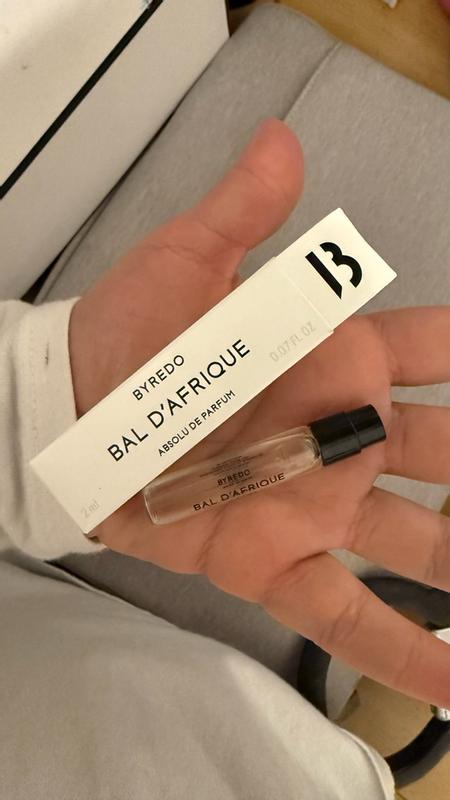 B
BYREDO
BAL D'AFRIQUE
ABSOLU DE PARFUM
0.07 FL. OZ
2 ml
BYREDO
BAL D'AFRIQUE